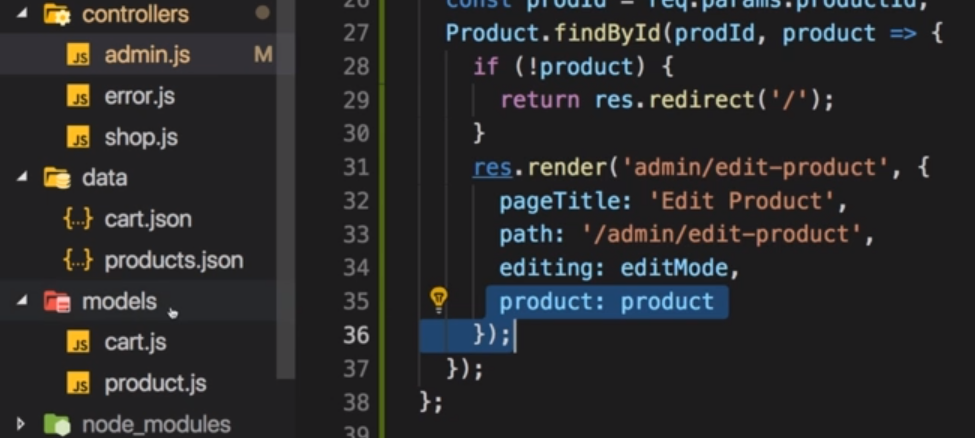 controllers
admin.js M
error.js
shop.js
data
cart.json
products.json
models
cart.js
product.js
node_modules
26 const prodId = req.params.productId;
27 Product.findById(prodId, product => {
28 if (!product) {
29 return res.redirect('/');
30 }
31 res.render('admin/edit-product', {
32 pageTitle: 'Edit Product',
33 path: '/admin/edit-product',
34 editing: editMode,
35 product: product
36 });
37 });
38 };
39